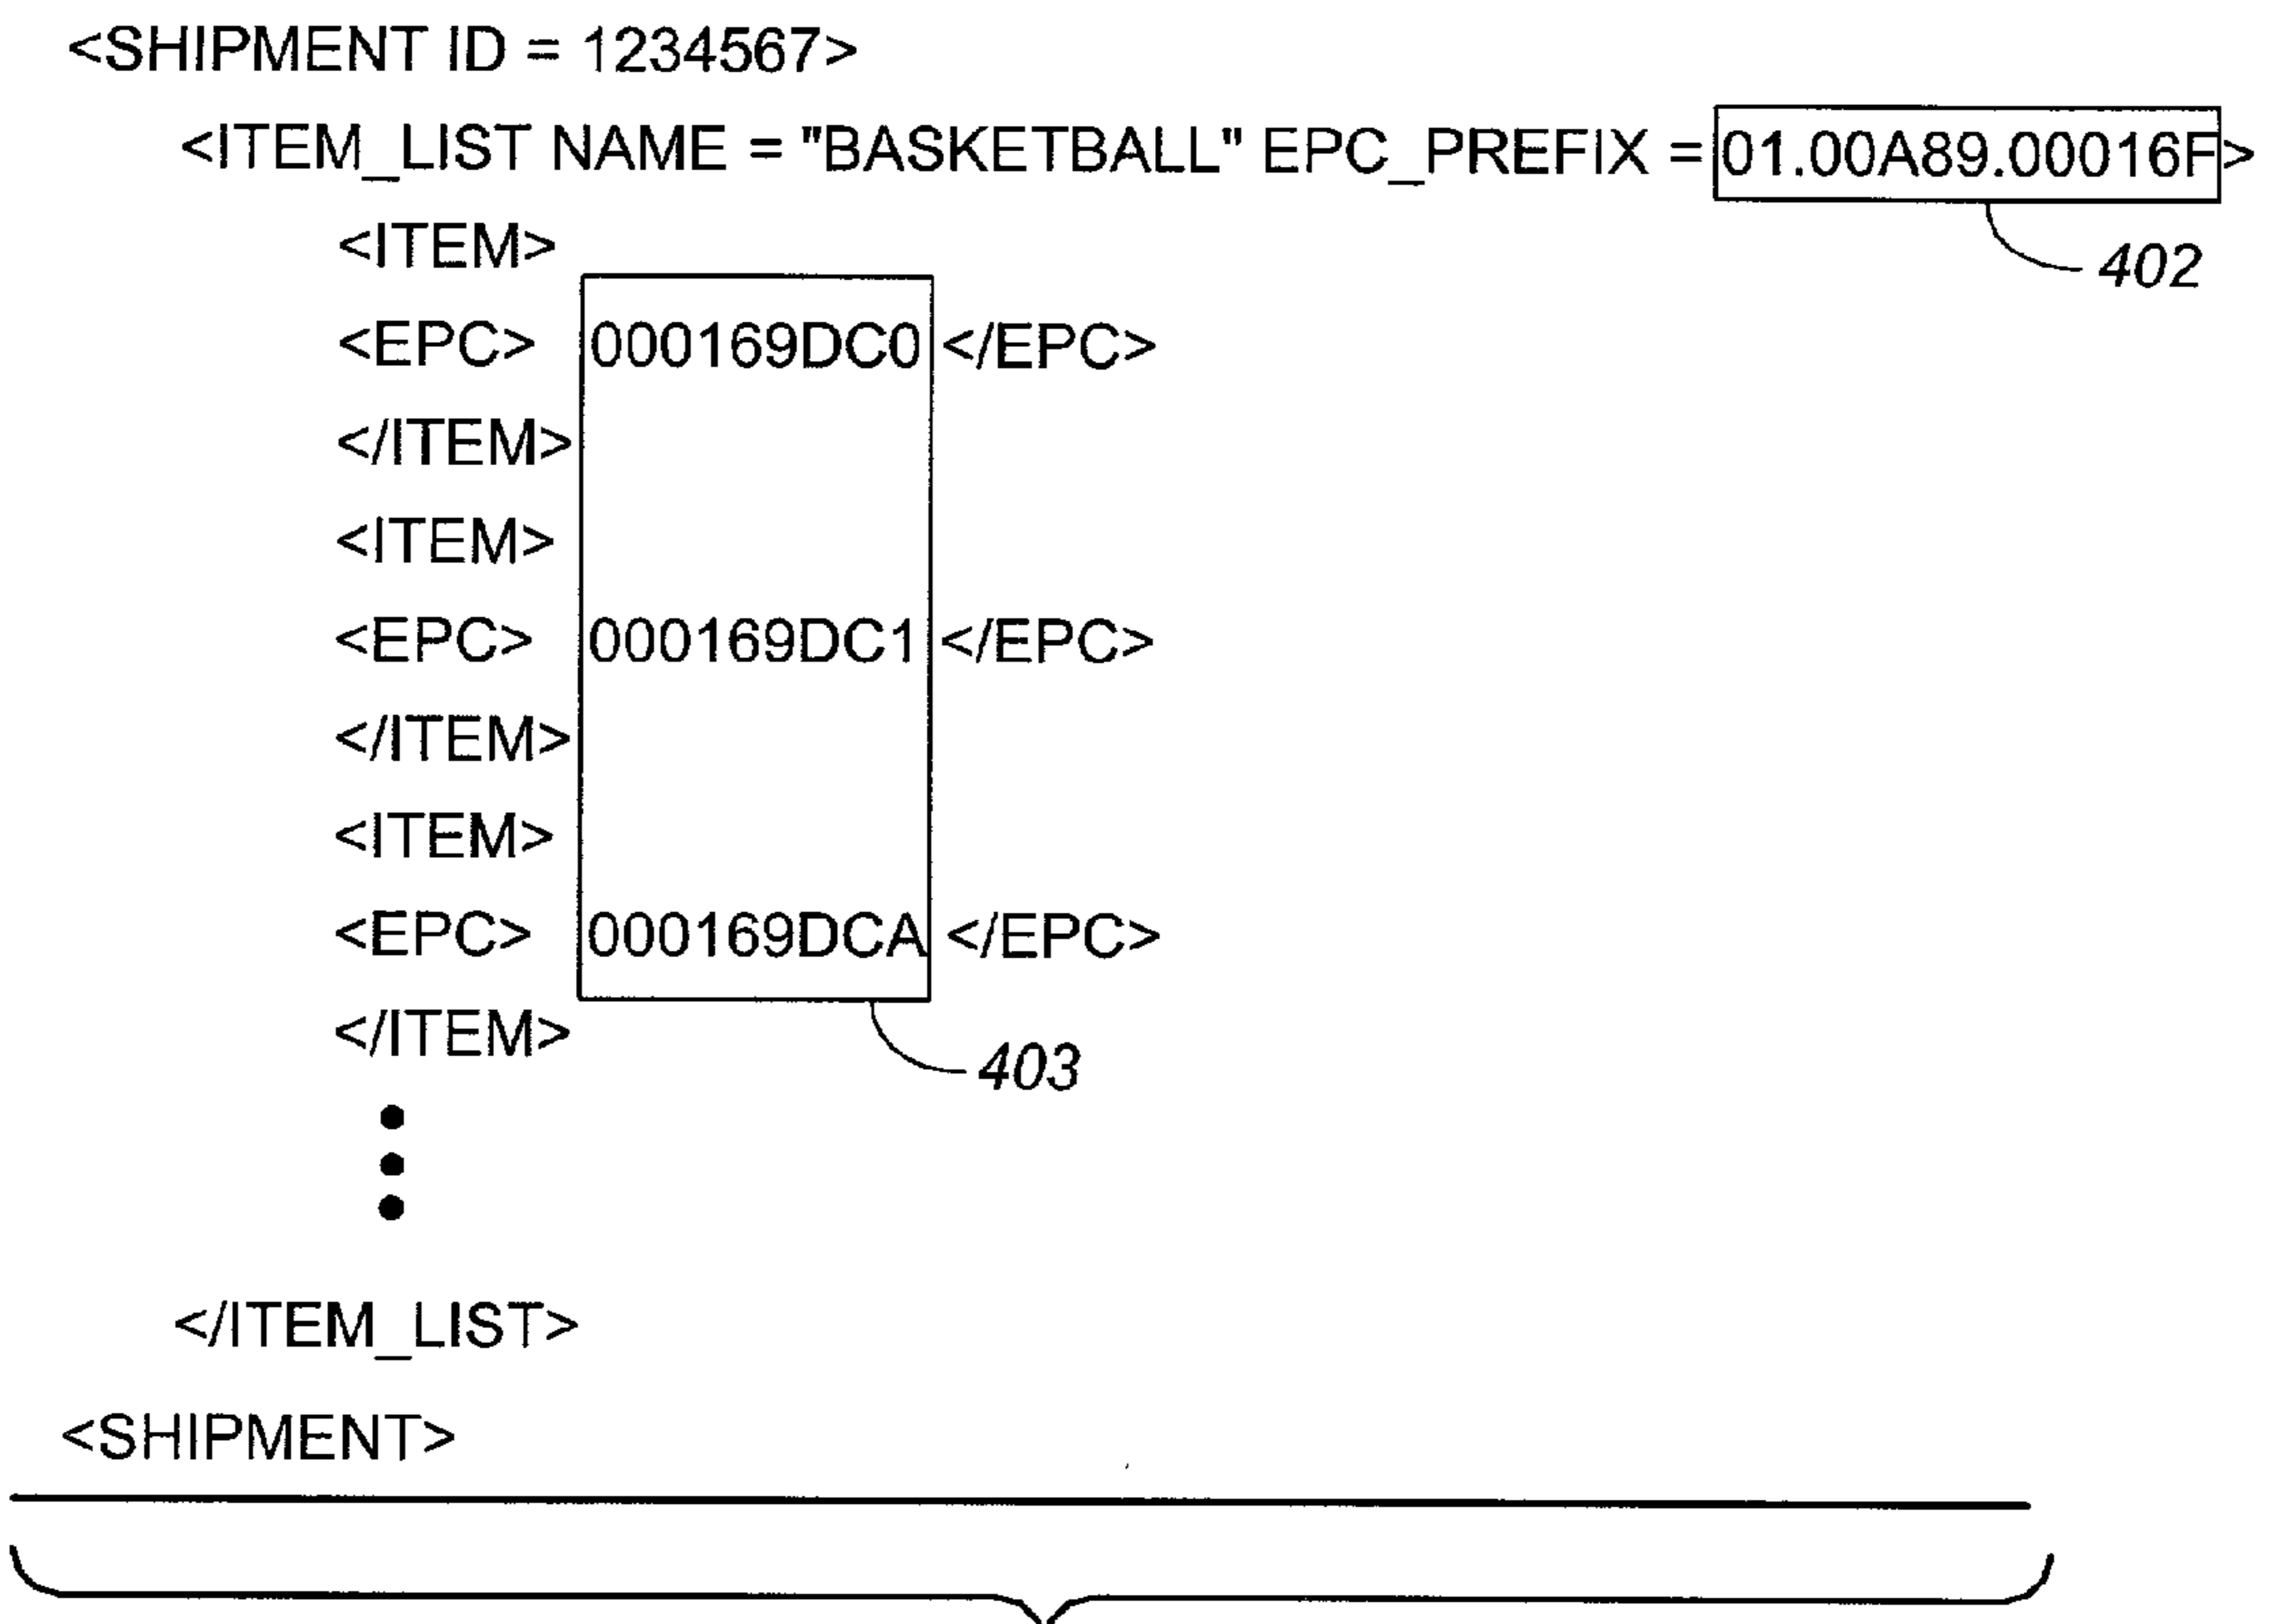 <SHIPMENT ID = 1234567>
<ITEM_LIST NAME = "BASKETBALL" EPC_PREFIX = 01.00A89.00016F>
402
<ITEM>
<EPC> 000169DC0 </EPC>
</ITEM>
<ITEM>
<EPC> 000169DC1 </EPC>
</ITEM>
<ITEM>
<EPC> 000169DCA </EPC>
</ITEM>
403
</ITEM_LIST>
<SHIPMENT>